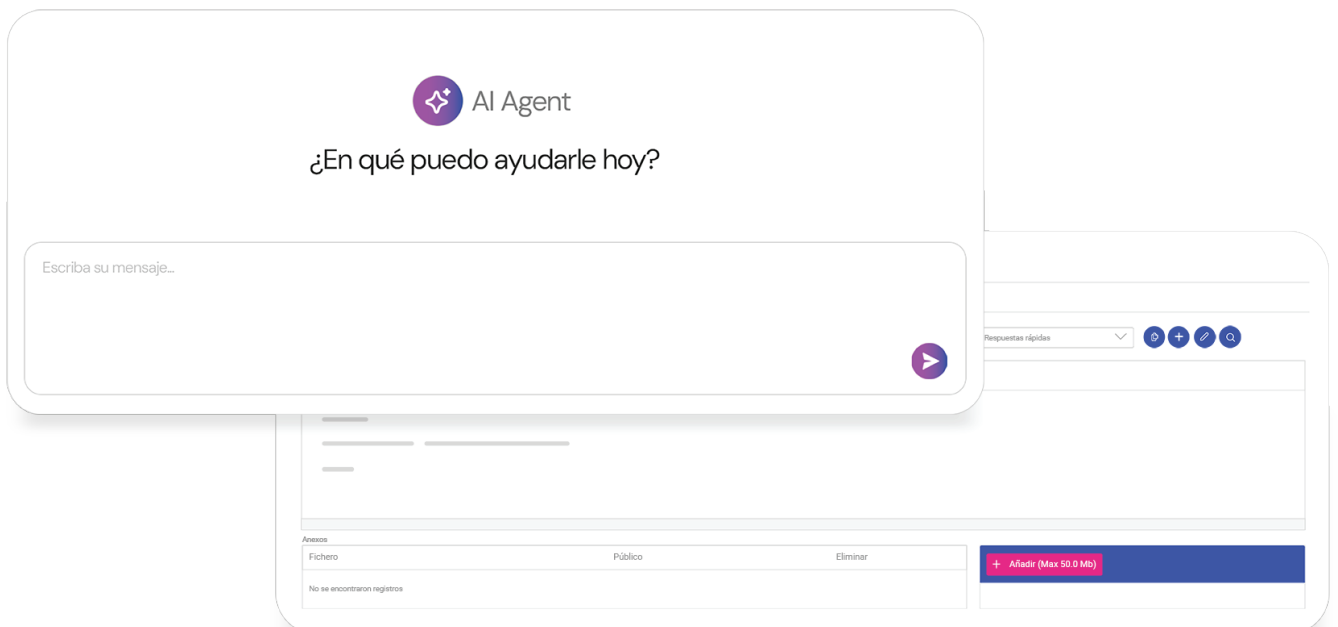 AI Agent
¿En qué puedo ayudarle hoy?
Escriba su mensaje...
Respuestas rápidas
Anexos
Fichero Público Eliminar
+ Añadir (Max 50.0 Mb)
No se encontraron registros